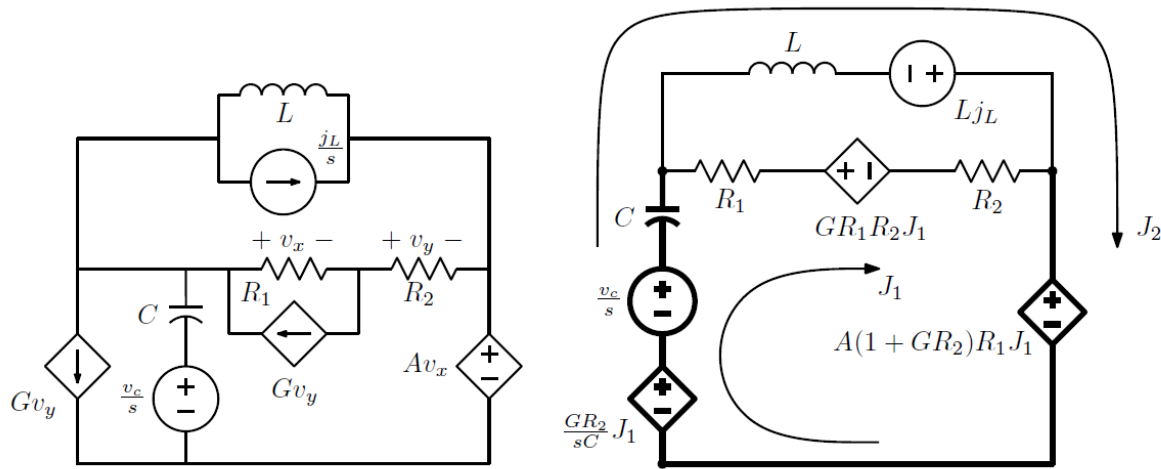 L
j_L/s
+ v_x − + v_y −
R_1 R_2
C
Gv_y
v_c/s
+
−
Gv_y
Av_x
+
−
L
− +
Lj_L
R_1
+ −
R_2
GR_1R_2J_1
C
J_2
v_c/s
+
−
J_1
+
−
A(1 + GR_2)R_1J_1
+
−
GR_2/sC J_1